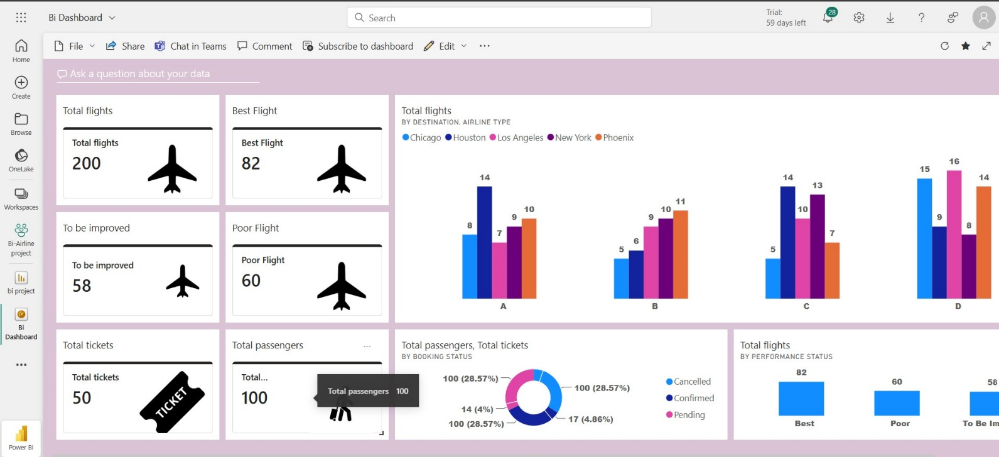 Bi Dashboard
Search
Trial:
59 days left
28
File
Share
Chat in Teams
Comment
Subscribe to dashboard
Edit
Home
Create
Browse
OneLake
Workspaces
Bi-Airline
project
bi project
Bi
Dashboard
Power BI
Ask a question about your data
Total flights
Total flights
200
Best Flight
Best Flight
82
To be improved
To be improved
58
Poor Flight
Poor Flight
60
Total tickets
Total tickets
50
TICKET
Total passengers
Total...
100
Total passengers 100
Total flights
BY DESTINATION, AIRLINE TYPE
Chicago Houston Los Angeles New York Phoenix
8 14 7 9 10
A
5 6 9 10 11
B
5 14 10 13 7
C
15 9 16 8 14
D
Total passengers, Total tickets
BY BOOKING STATUS
100 (28.57%)
100 (28.57%)
14 (4%)
17 (4.86%)
100 (28.57%)
Cancelled
Confirmed
Pending
Total flights
BY PERFORMANCE STATUS
82 60 58
Best Poor To Be Im